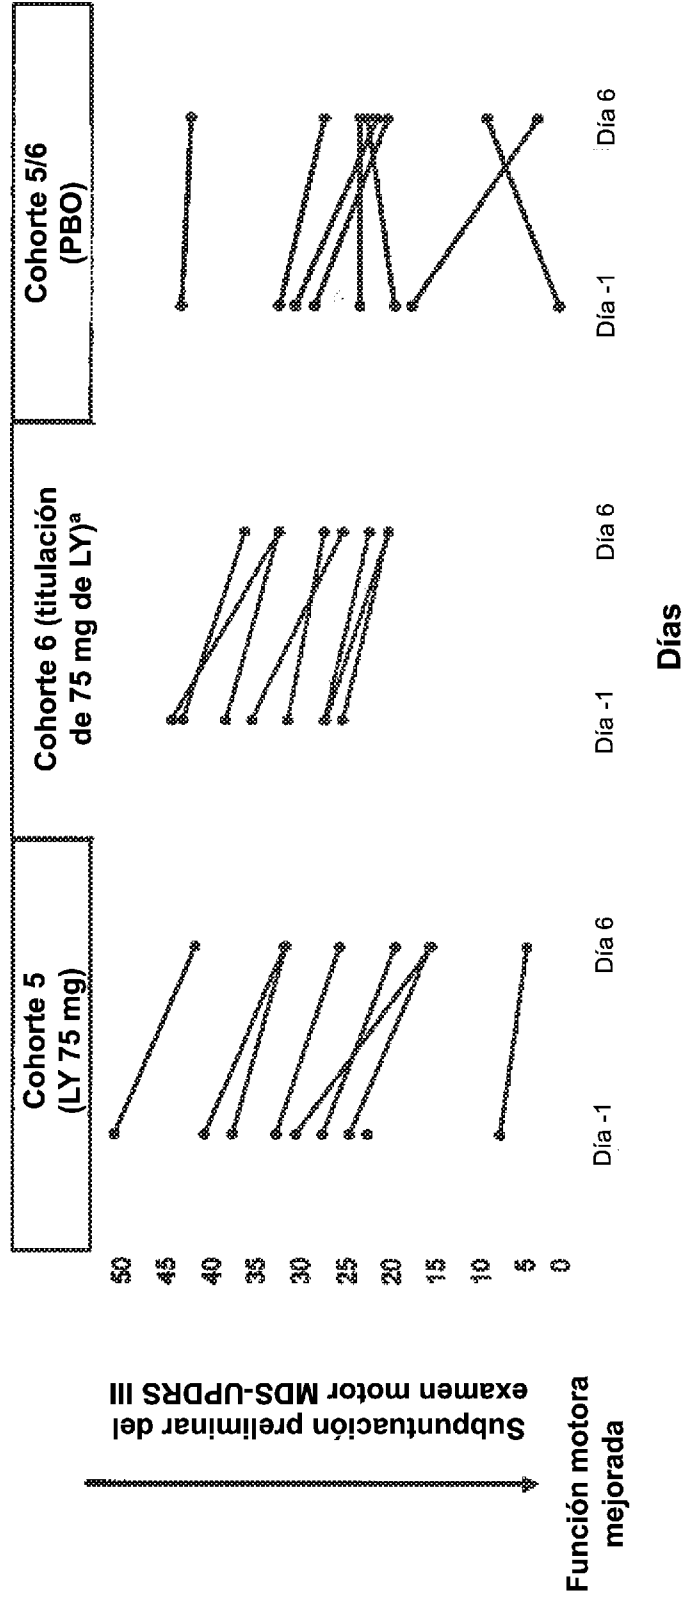 Cohorte 5
(LY 75 mg)
Cohorte 6 (titulación
de 75 mg de LY)ª
Cohorte 5/6
(PBO)
Subpuntuación preliminar del
examen motor MDS-UPDRS III
50
45
40
35
30
25
20
15
10
5
0
Función motora
mejorada
Día -1
Día 6
Día -1
Día 6
Día -1
Día 6
Días